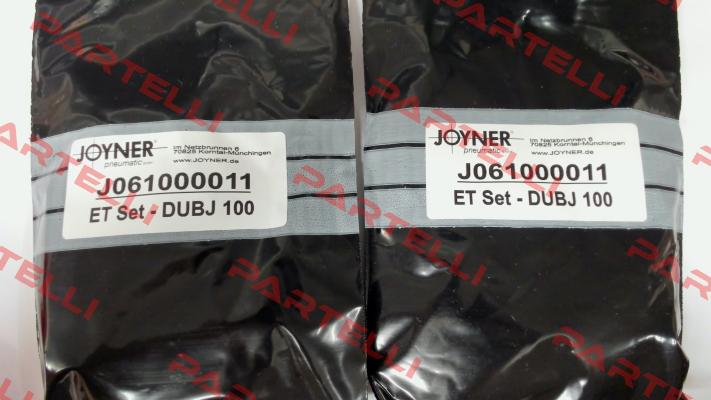 JOYNER®
pneumatic
Im Netzbrunnen 6
70825 Korntal-Münchingen
www.JOYNER.de
J061000011
ET Set - DUBJ 100
JOYNER®
pneumatic
Im Netzbrunnen 6
70825 Korntal-Münchingen
www.JOYNER.de
J061000011
ET Set - DUBJ 100
PARTELLI
PARTELLI
PARTELLI
PARTELLI
PARTELLI
PARTELLI